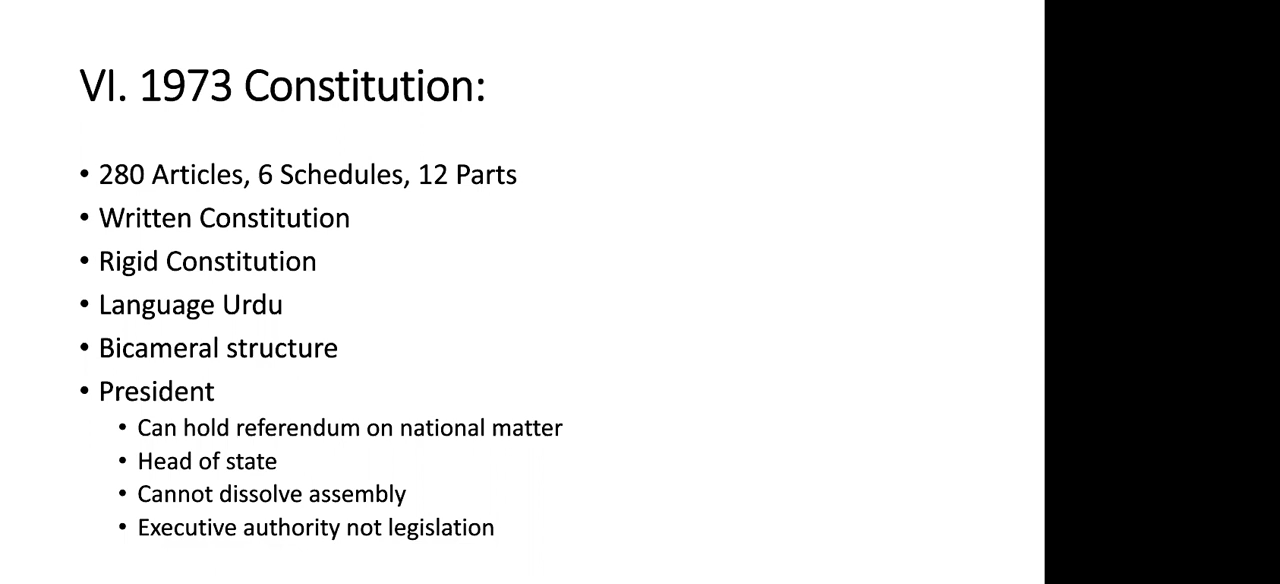 VI. 1973 Constitution:
• 280 Articles, 6 Schedules, 12 Parts
• Written Constitution
• Rigid Constitution
• Language Urdu
• Bicameral structure
• President
• Can hold referendum on national matter
• Head of state
• Cannot dissolve assembly
• Executive authority not legislation